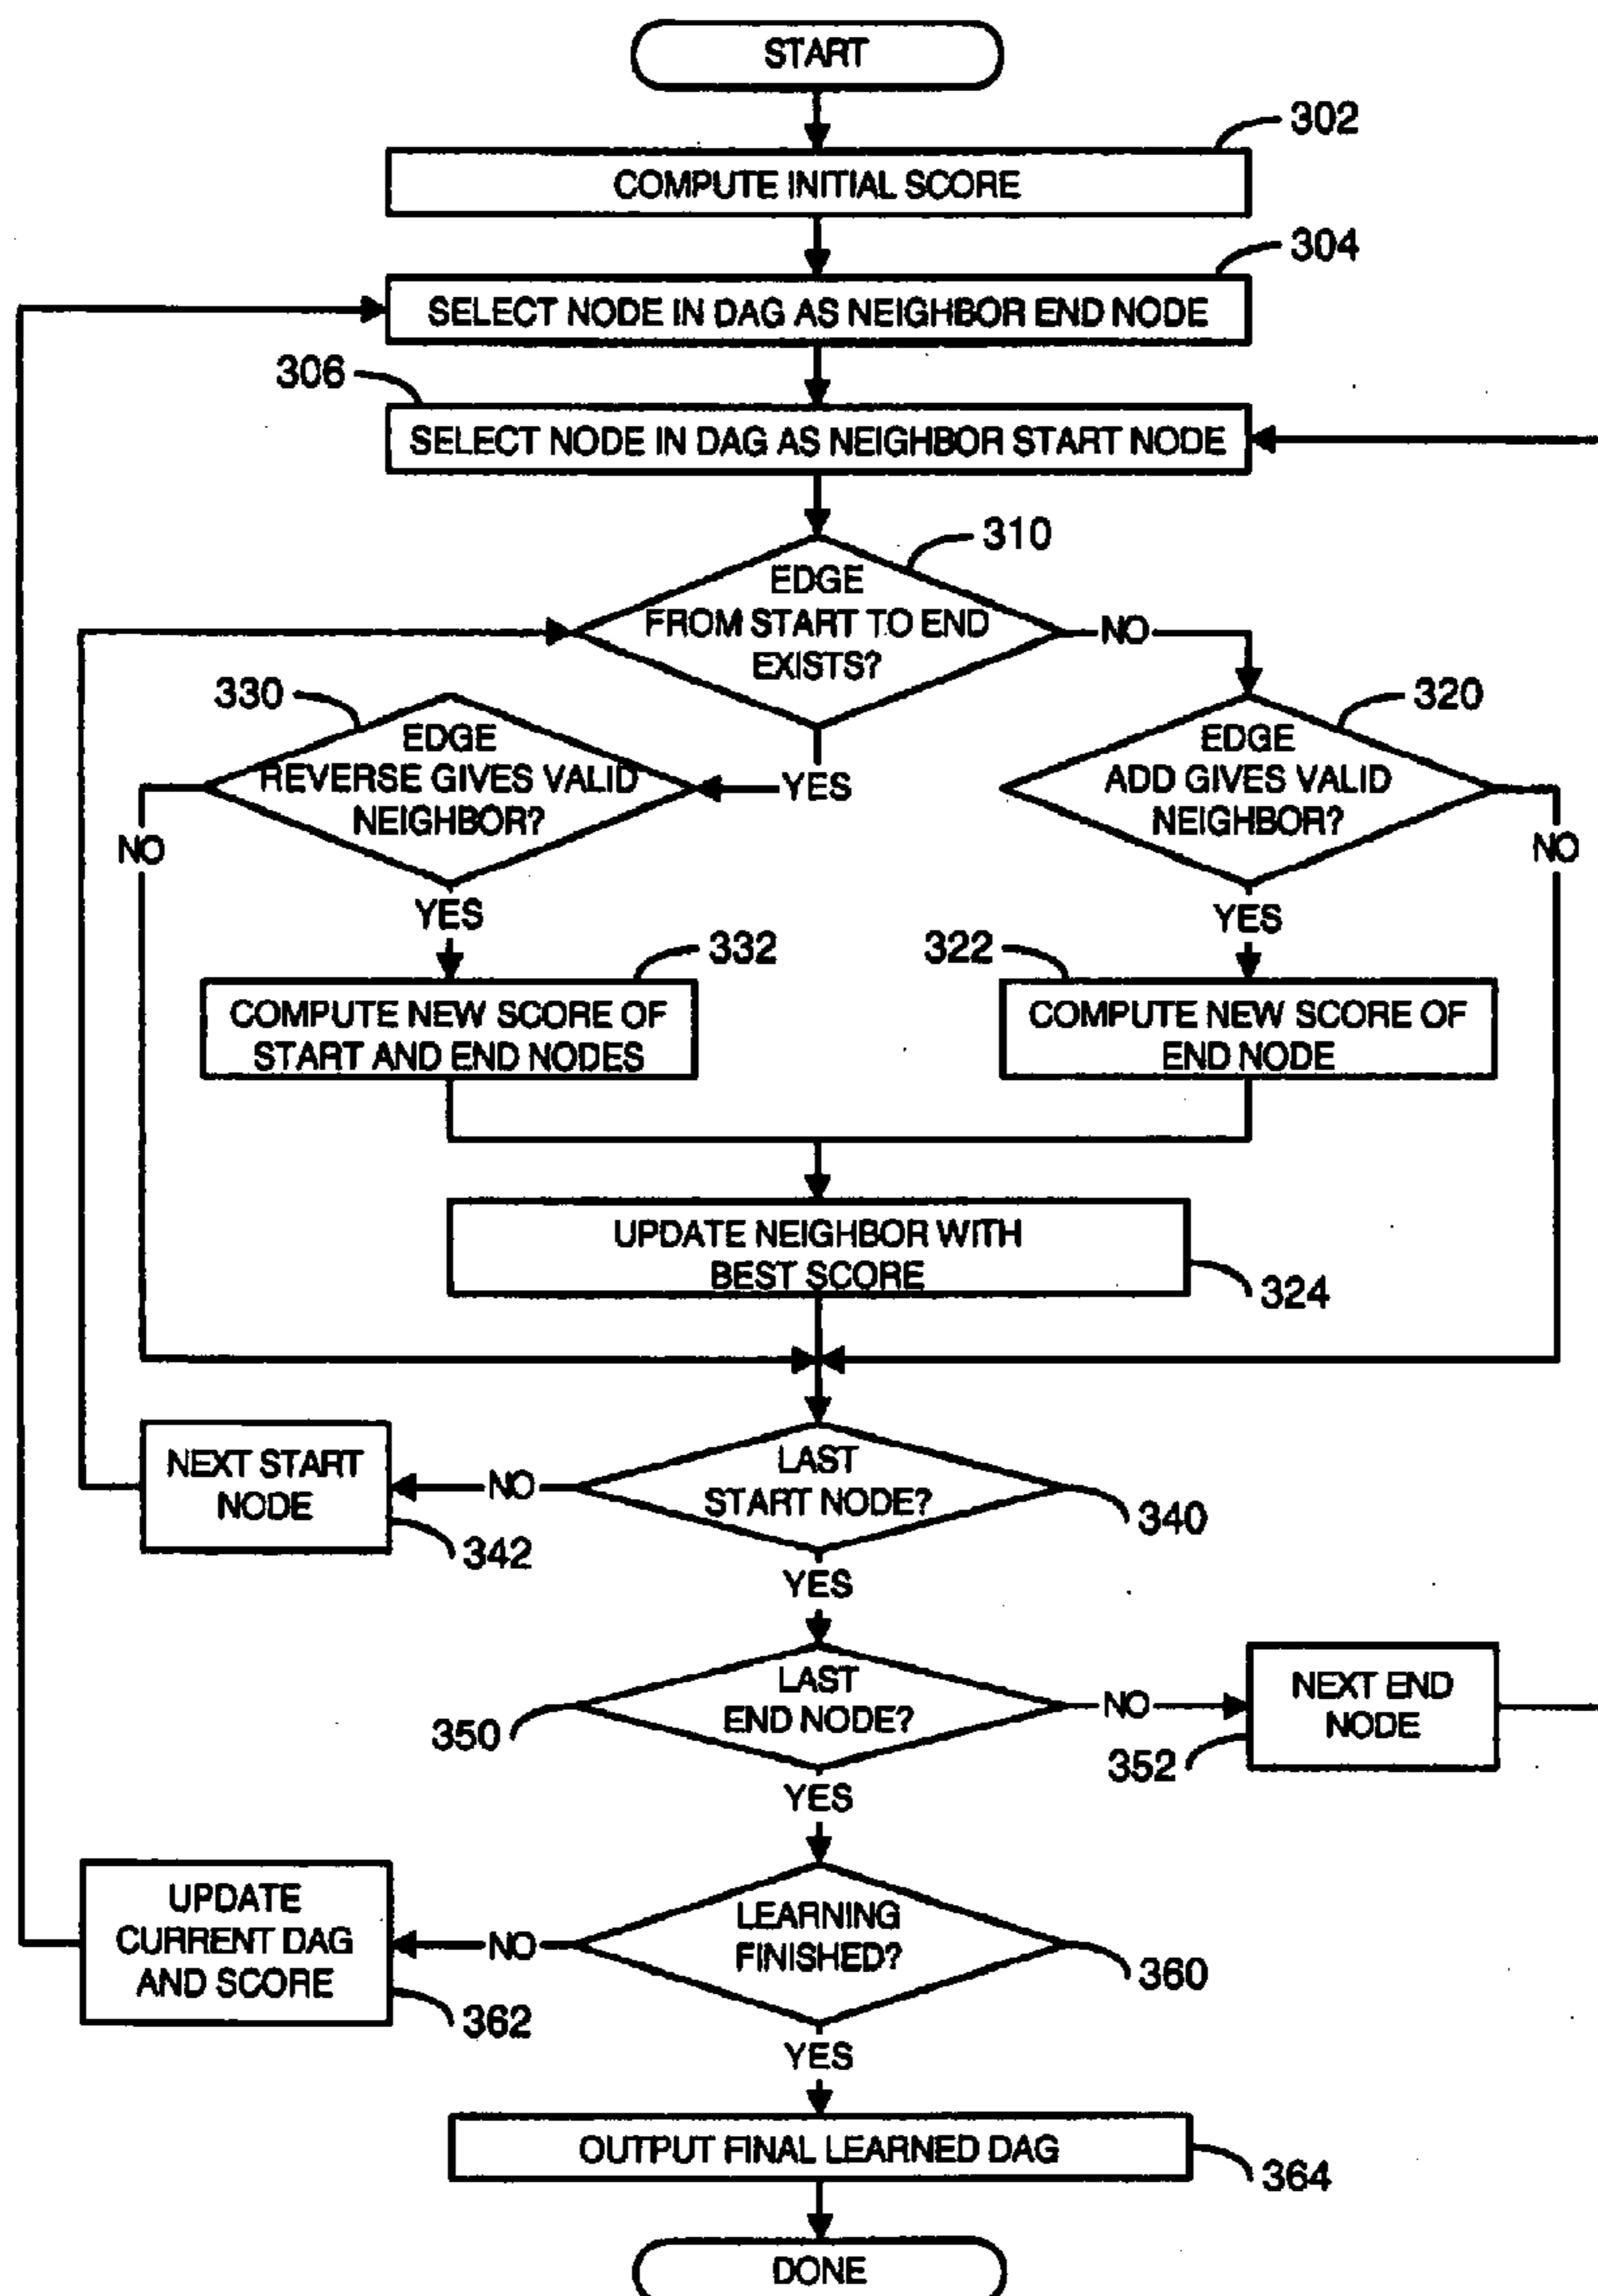 START
302
COMPUTE INITIAL SCORE
304
SELECT NODE IN DAG AS NEIGHBOR END NODE
306
SELECT NODE IN DAG AS NEIGHBOR START NODE
310
EDGE
FROM START TO END
EXISTS?
NO
YES
330
EDGE
REVERSE GIVES VALID
NEIGHBOR?
NO
YES
320
EDGE
ADD GIVES VALID
NEIGHBOR?
NO
YES
332
COMPUTE NEW SCORE OF
START AND END NODES
322
COMPUTE NEW SCORE OF
END NODE
UPDATE NEIGHBOR WITH
BEST SCORE
324
LAST
START NODE?
340
NO
NEXT START
NODE
342
YES
LAST
END NODE?
350
NO
NEXT END
NODE
352
YES
LEARNING
FINISHED?
360
NO
UPDATE
CURRENT DAG
AND SCORE
362
YES
OUTPUT FINAL LEARNED DAG
364
DONE